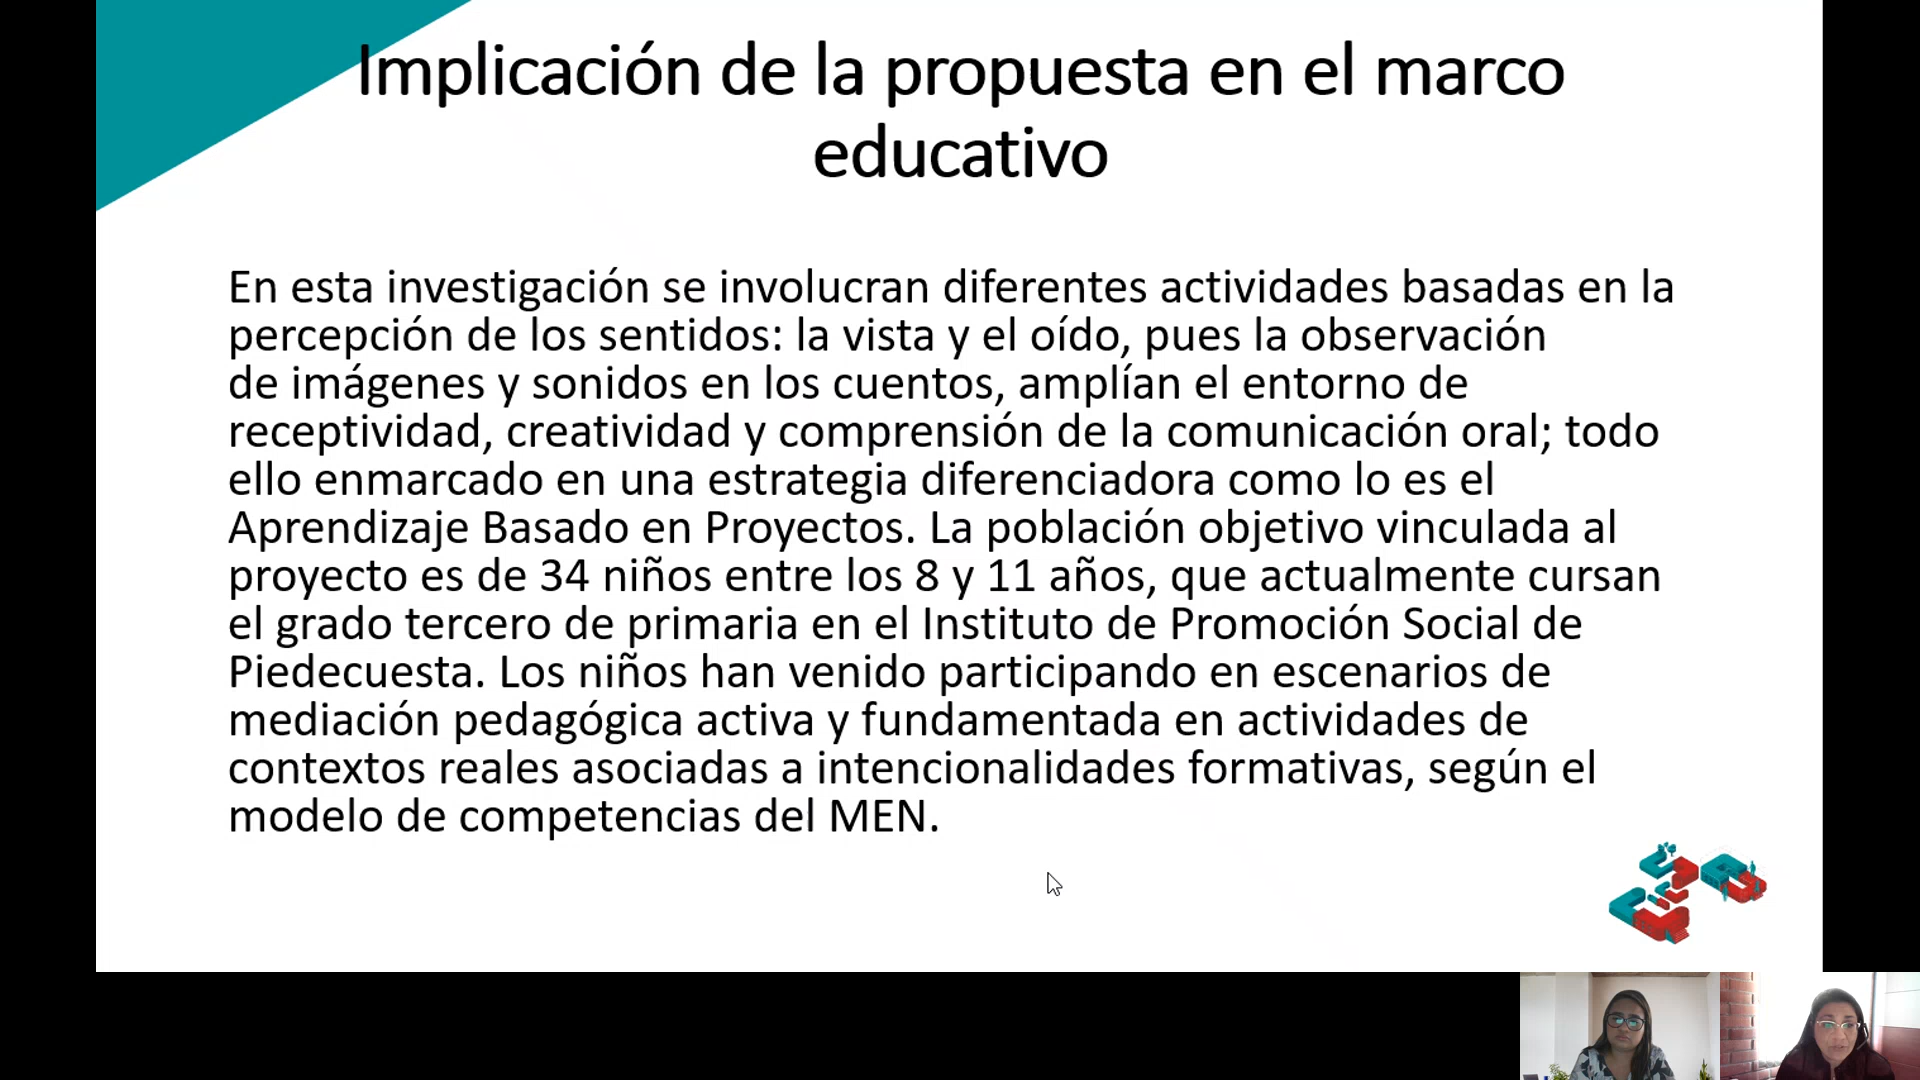 Implicación de la propuesta en el marco
educativo
En esta investigación se involucran diferentes actividades basadas en la
percepción de los sentidos: la vista y el oído, pues la observación
de imágenes y sonidos en los cuentos, amplían el entorno de
receptividad, creatividad y comprensión de la comunicación oral; todo
ello enmarcado en una estrategia diferenciadora como lo es el
Aprendizaje Basado en Proyectos. La población objetivo vinculada al
proyecto es de 34 niños entre los 8 y 11 años, que actualmente cursan
el grado tercero de primaria en el Instituto de Promoción Social de
Piedecuesta. Los niños han venido participando en escenarios de
mediación pedagógica activa y fundamentada en actividades de
contextos reales asociadas a intencionalidades formativas, según el
modelo de competencias del MEN.